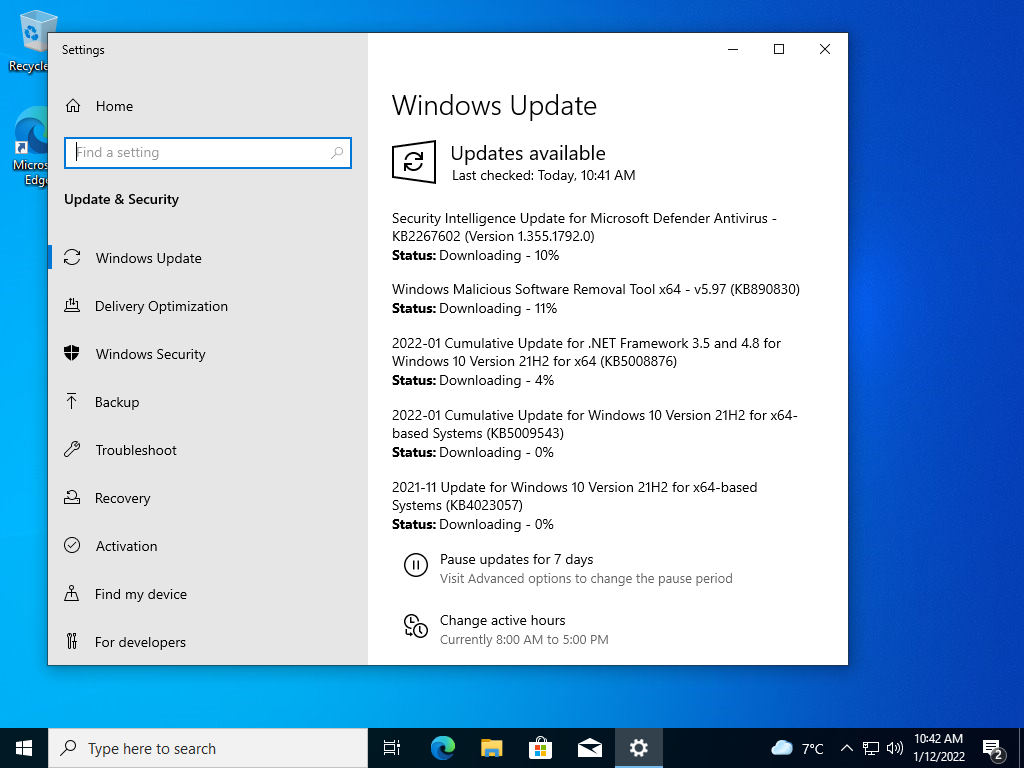 Recycle
Micros
Edge
Settings
Home
Find a setting
Update & Security
Windows Update
Delivery Optimization
Windows Security
Backup
Troubleshoot
Recovery
Activation
Find my device
For developers
Windows Update
Updates available
Last checked: Today, 10:41 AM
Security Intelligence Update for Microsoft Defender Antivirus -
KB2267602 (Version 1.355.1792.0)
Status: Downloading - 10%
Windows Malicious Software Removal Tool x64 - v5.97 (KB890830)
Status: Downloading - 11%
2022-01 Cumulative Update for .NET Framework 3.5 and 4.8 for
Windows 10 Version 21H2 for x64 (KB5008876)
Status: Downloading - 4%
2022-01 Cumulative Update for Windows 10 Version 21H2 for x64-
based Systems (KB5009543)
Status: Downloading - 0%
2021-11 Update for Windows 10 Version 21H2 for x64-based
Systems (KB4023057)
Status: Downloading - 0%
Pause updates for 7 days
Visit Advanced options to change the pause period
Change active hours
Currently 8:00 AM to 5:00 PM
Type here to search
7°C
10:42 AM
1/12/2022
2